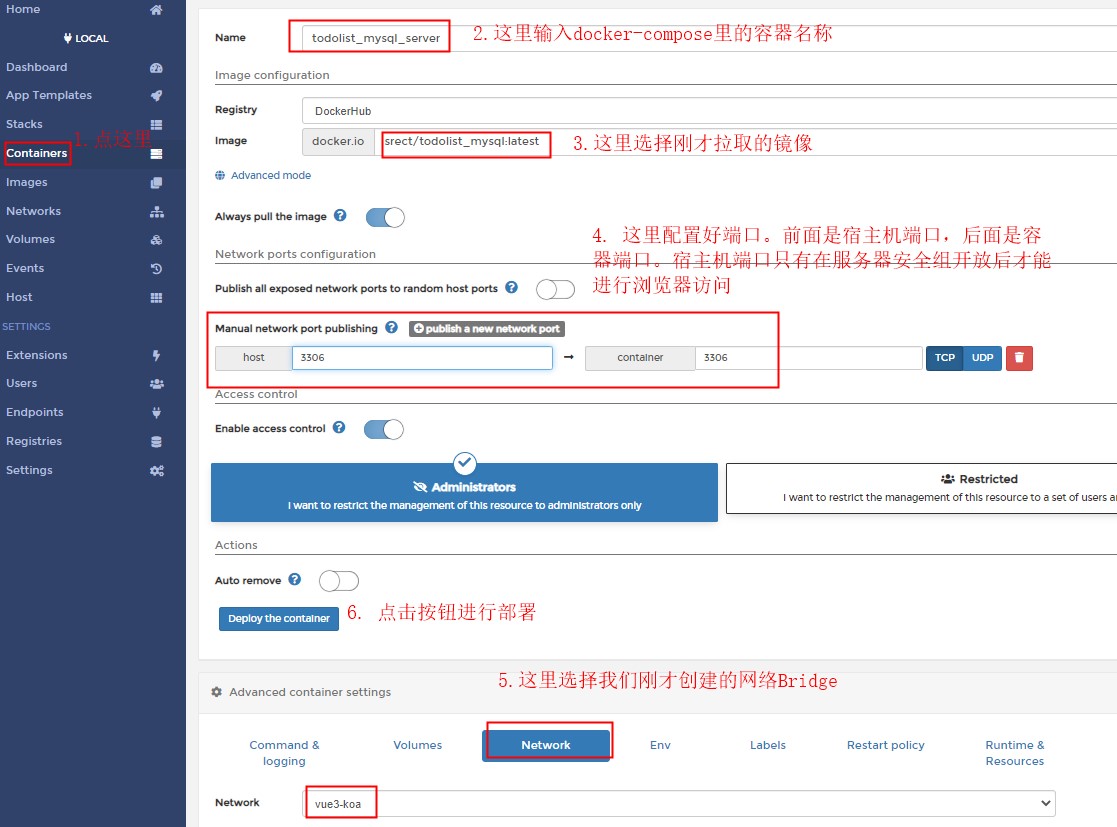 Home
LOCAL
Dashboard
App Templates
Stacks
1.点这里
Containers
Images
Networks
Volumes
Events
Host
SETTINGS
Extensions
Users
Endpoints
Registries
Settings
Name
todolist_mysql_server
2.这里输入docker-compose里的容器名称
Image configuration
Registry
DockerHub
Image
docker.io
srect/todolist_mysql:latest
3.这里选择刚才拉取的镜像
Advanced mode
Always pull the image
4. 这里配置好端口。前面是宿主机端口，后面是容
器端口。宿主机端口只有在服务器安全组开放后才能
进行浏览器访问
Network ports configuration
Publish all exposed network ports to random host ports
Manual network port publishing
publish a new network port
host
3306
container
3306
TCP
UDP
Access control
Enable access control
Administrators
I want to restrict the management of this resource to administrators only
Restricted
I want to restrict the management of this resource to a set of users
Actions
Auto remove
Deploy the container
6. 点击按钮进行部署
5.这里选择我们刚才创建的网络Bridge
Advanced container settings
Command &
logging
Volumes
Network
Env
Labels
Restart policy
Runtime &
Resources
Network
vue3-koa